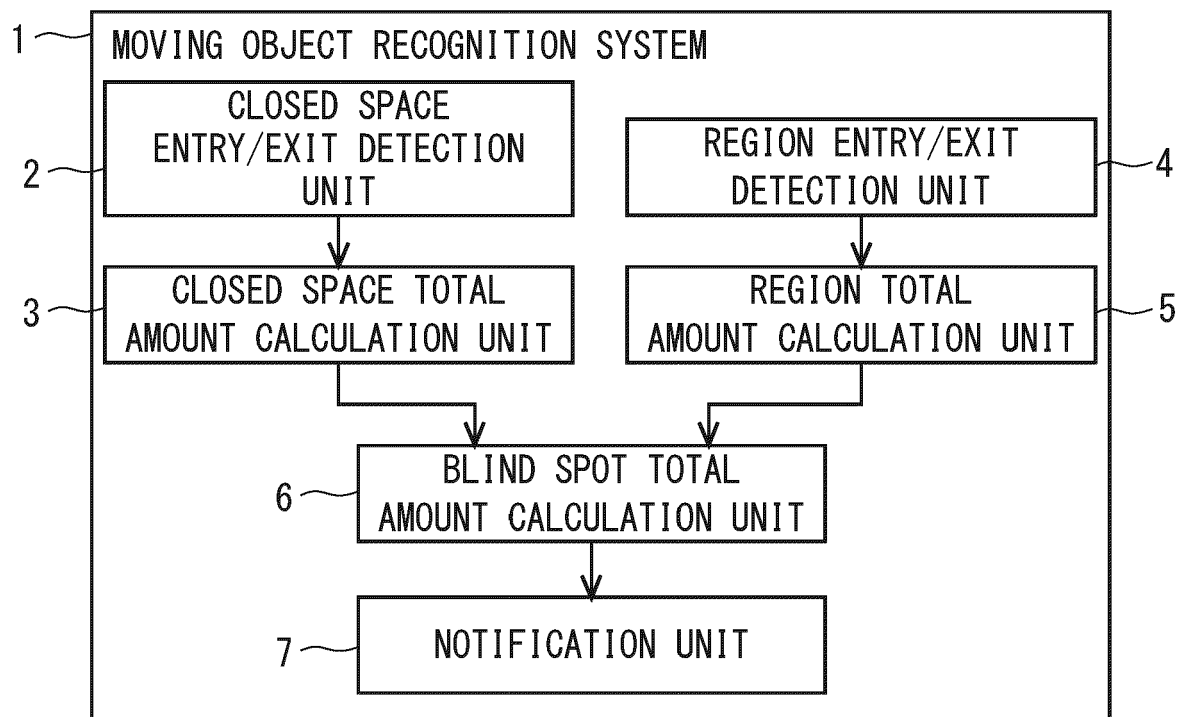 1
MOVING OBJECT RECOGNITION SYSTEM
CLOSED SPACE
ENTRY/EXIT DETECTION
UNIT
2
REGION ENTRY/EXIT
DETECTION UNIT
4
CLOSED SPACE TOTAL
AMOUNT CALCULATION UNIT
3
REGION TOTAL
AMOUNT CALCULATION UNIT
5
BLIND SPOT TOTAL
AMOUNT CALCULATION UNIT
6
NOTIFICATION UNIT
7